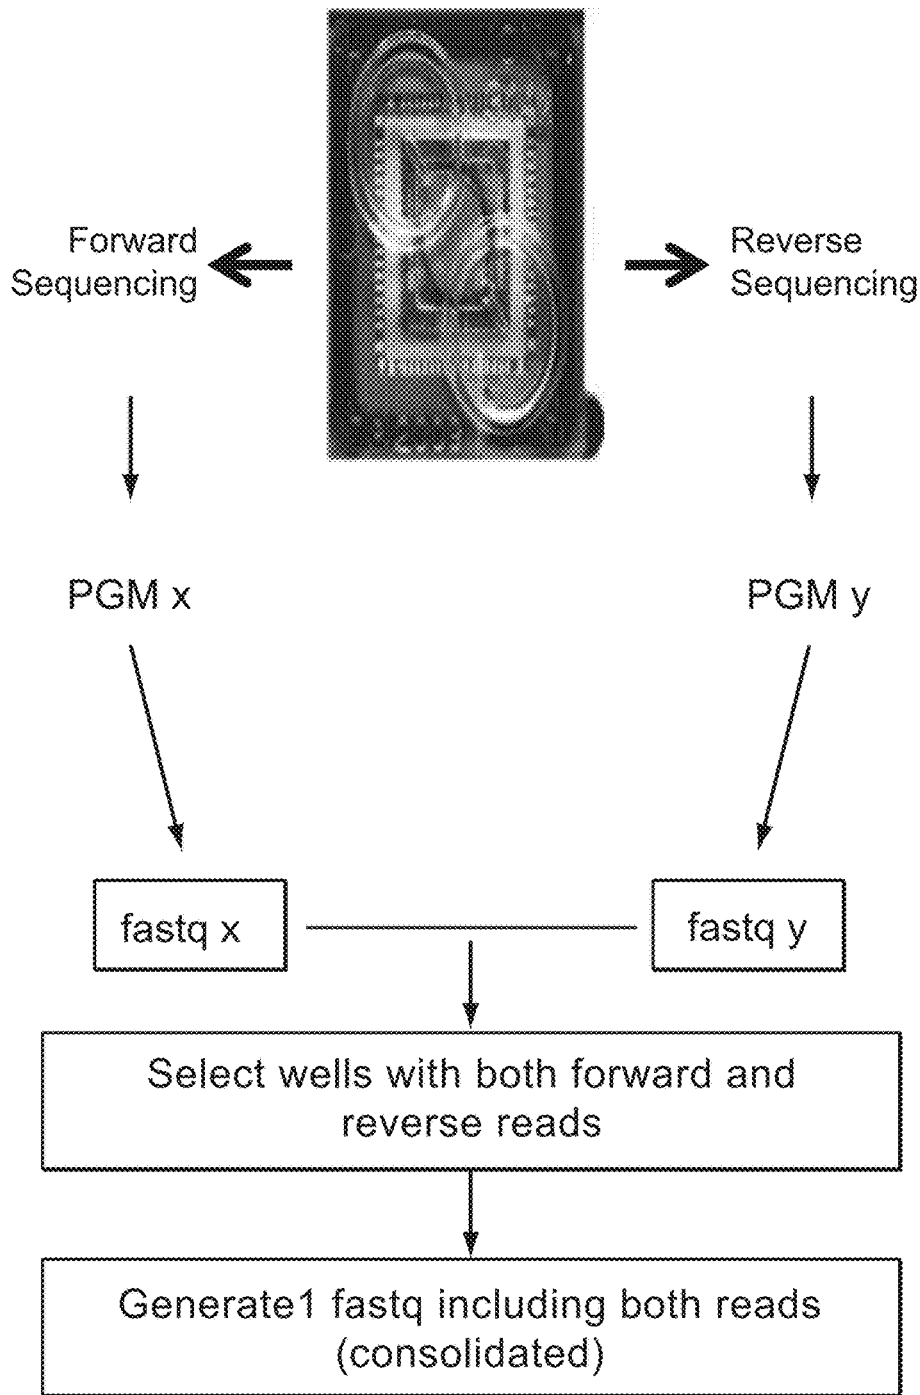 Forward
Sequencing
Reverse
Sequencing
PGM x
PGM y
fastq x
fastq y
Select wells with both forward and
reverse reads
Generate1 fastq including both reads
(consolidated)